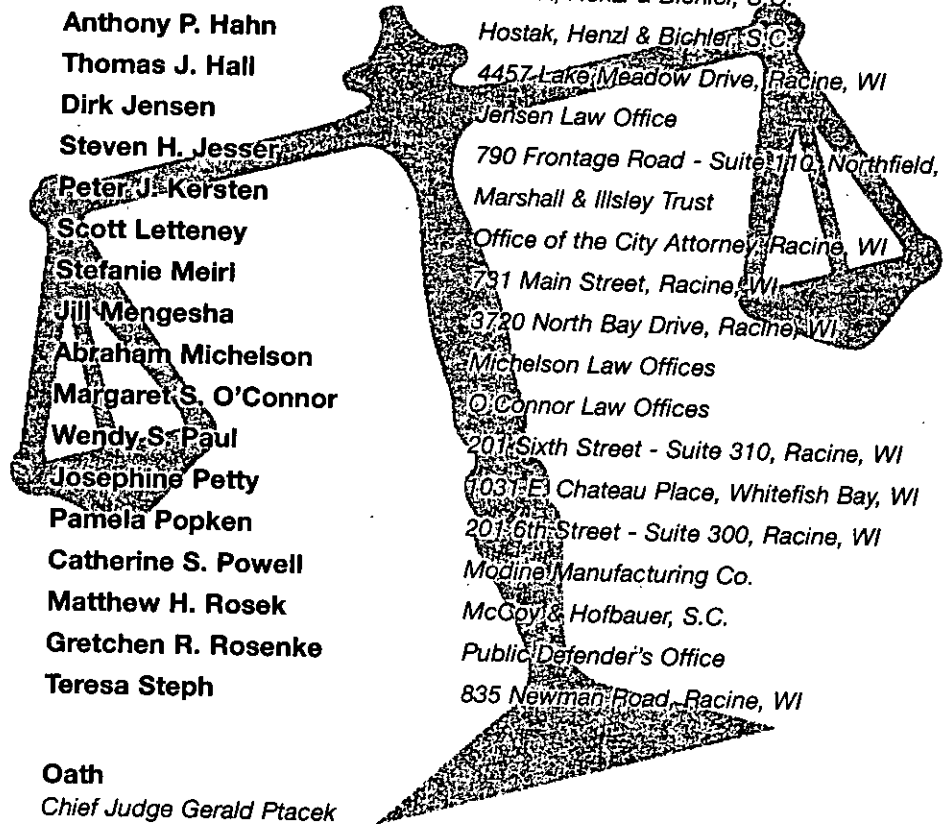 & Bichler, S.C.
Anthony P. Hahn Hostak, Henzl & Bichler, S.C.
Thomas J. Hall 4457 Lake Meadow Drive, Racine, WI
Dirk Jensen Jensen Law Office
Steven H. Jesser 790 Frontage Road - Suite 110, Northfield,
Peter J. Kersten Marshall & Illsley Trust
Scott Letteney Office of the City Attorney, Racine, WI
Stefanie Meirl 731 Main Street, Racine, WI
Jill Mengesha 3720 North Bay Drive, Racine, WI
Abraham Michelson Michelson Law Offices
Margaret S. O'Connor O'Connor Law Offices
Wendy S. Paul 201 Sixth Street - Suite 310, Racine, WI
Josephine Petty 1031 E. Chateau Place, Whitefish Bay, WI
Pamela Popken 201 6th Street - Suite 300, Racine, WI
Catherine S. Powell Modine Manufacturing Co.
Matthew H. Rosek McCoy & Hofbauer, S.C.
Gretchen R. Rosenke Public Defender's Office
Teresa Steph 835 Newman Road, Racine, WI
Oath
Chief Judge Gerald Ptacek